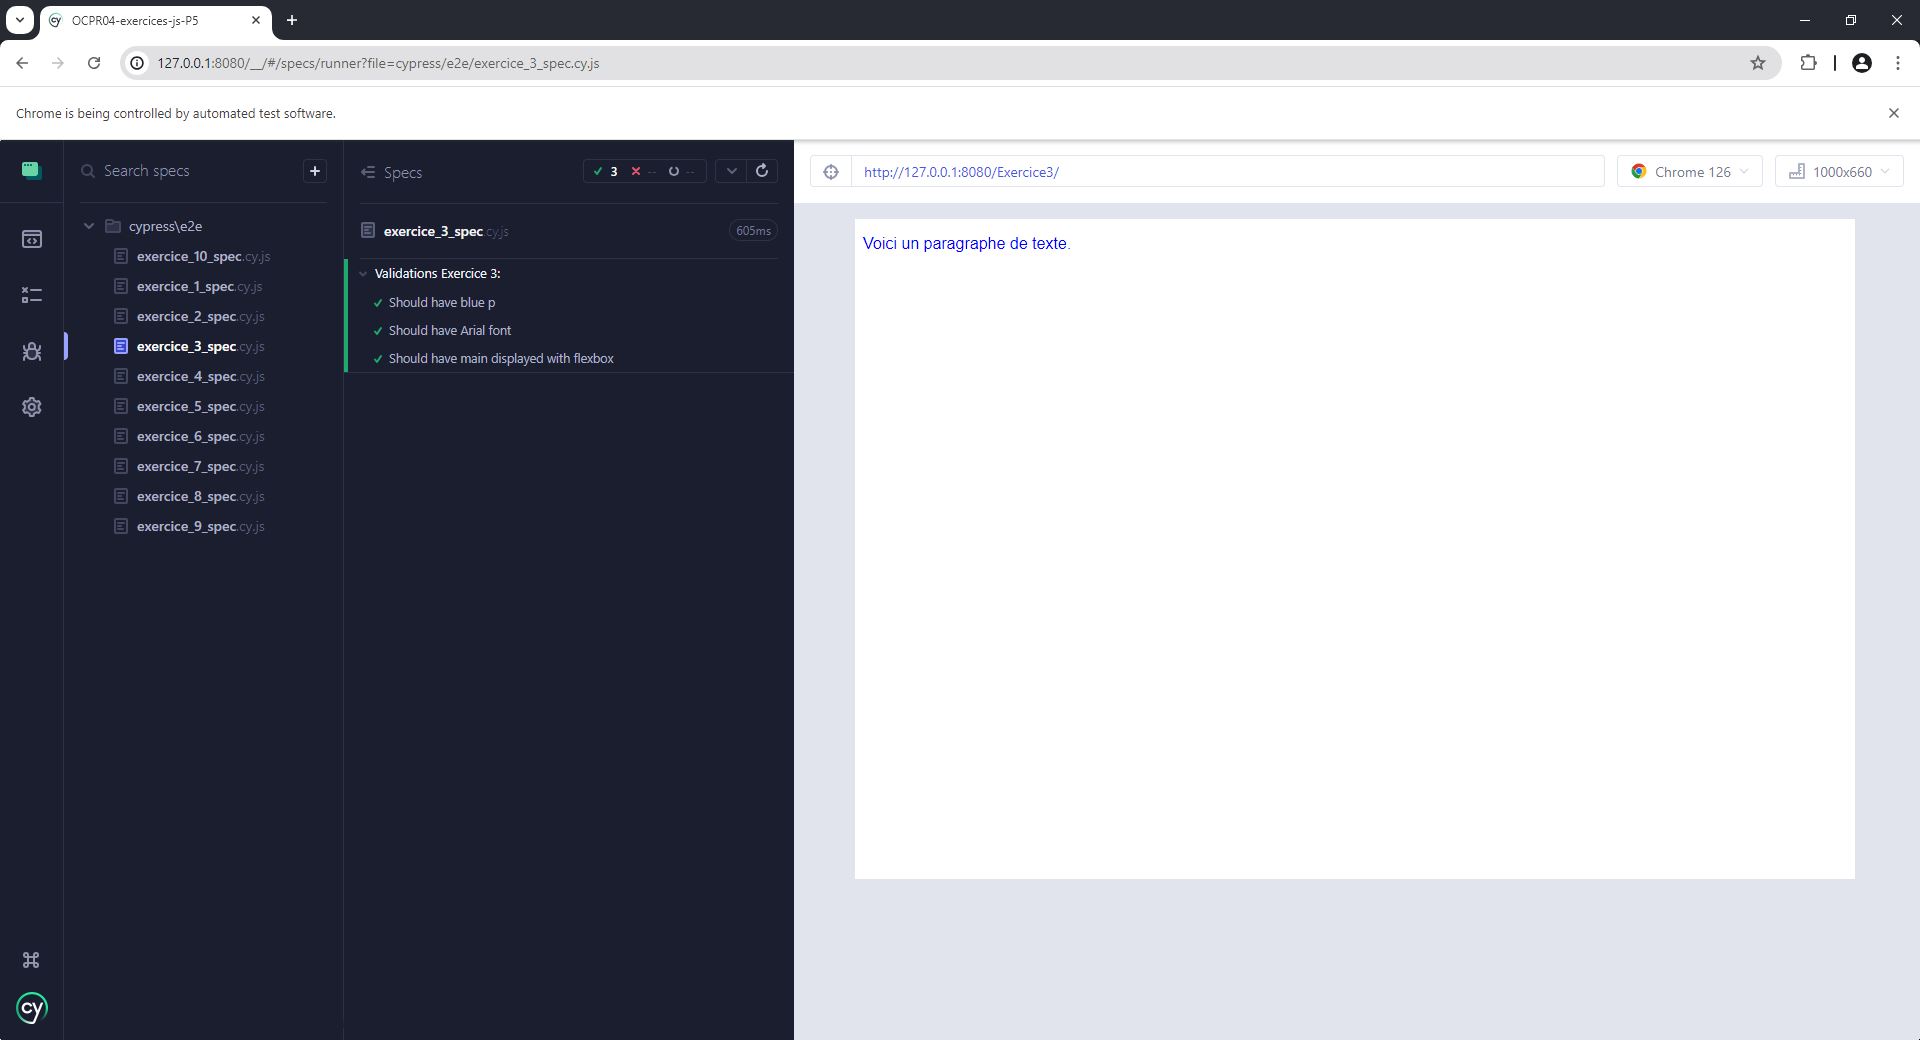 OCPR04-exercices-js-P5
127.0.0.1:8080/__/#/specs/runner?file=cypress/e2e/exercice_3_spec.cy.js
Chrome is being controlled by automated test software.
Search specs
cypress\e2e
exercice_10_spec.cy.js
exercice_1_spec.cy.js
exercice_2_spec.cy.js
exercice_3_spec.cy.js
exercice_4_spec.cy.js
exercice_5_spec.cy.js
exercice_6_spec.cy.js
exercice_7_spec.cy.js
exercice_8_spec.cy.js
exercice_9_spec.cy.js
cy
Specs
3 -- --
exercice_3_spec.cy.js 605ms
Validations Exercice 3:
Should have blue p
Should have Arial font
Should have main displayed with flexbox
http://127.0.0.1:8080/Exercice3/
Chrome 126
1000x660
Voici un paragraphe de texte.